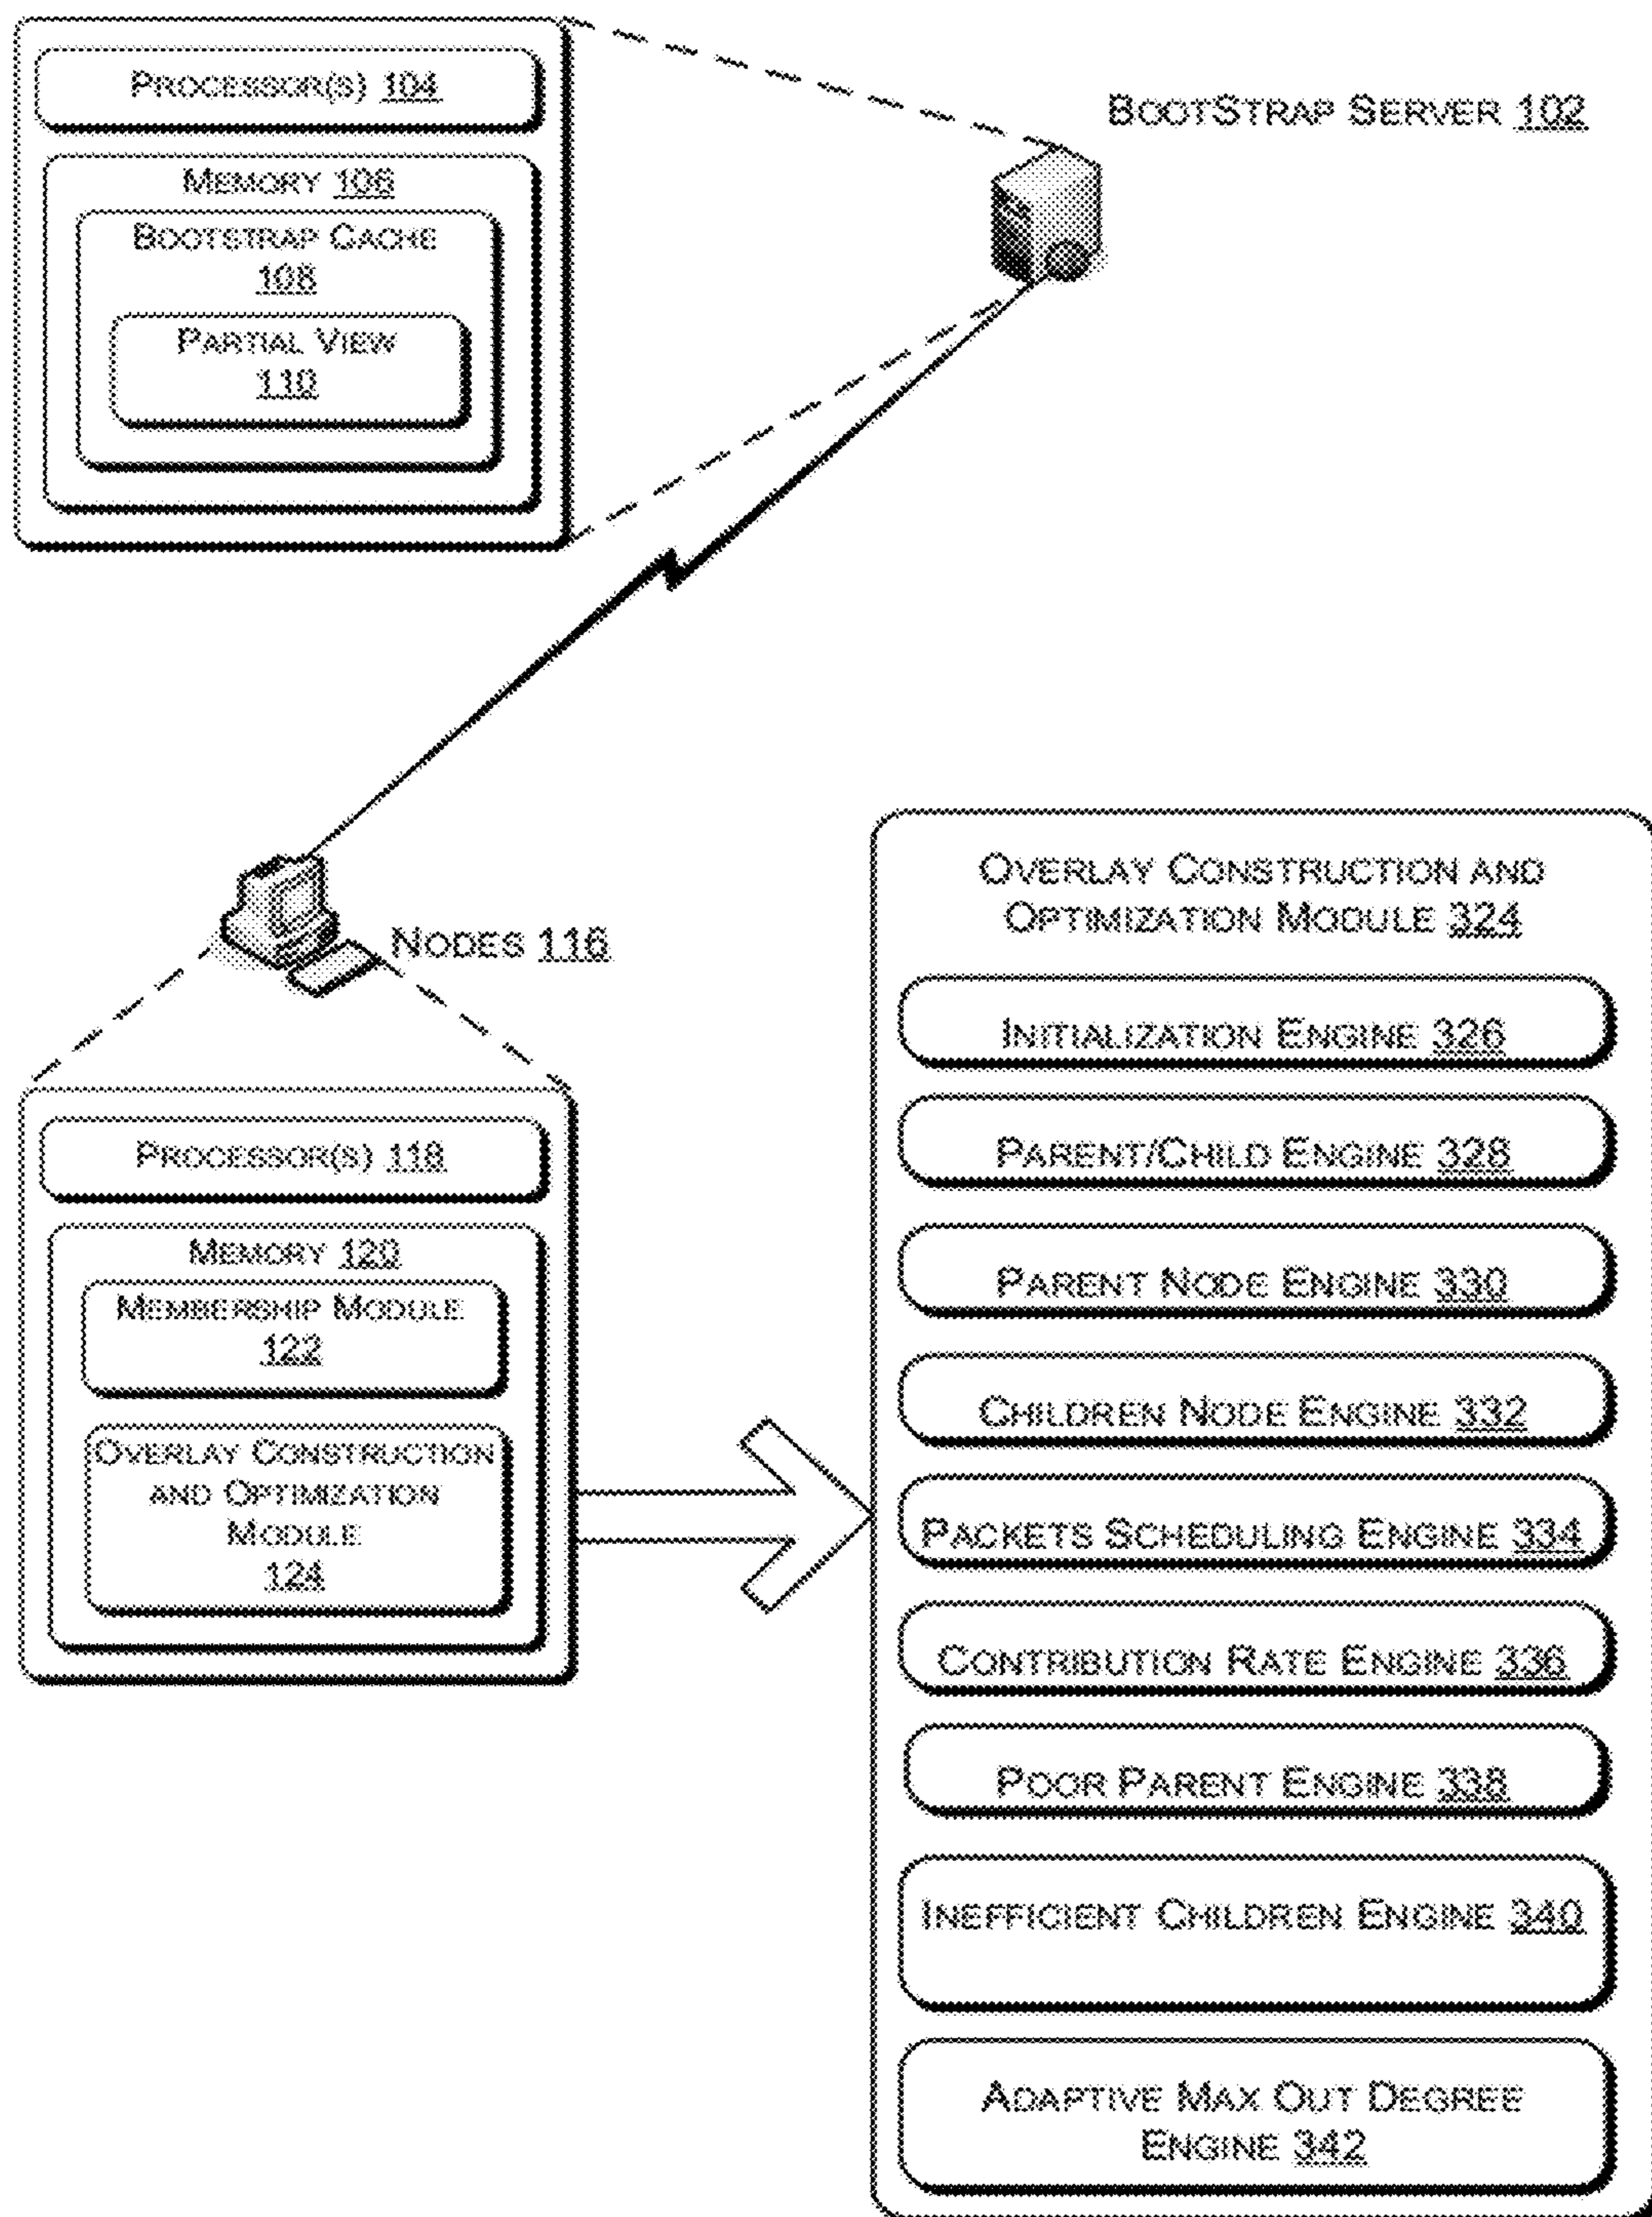 PROCESSOR(S) 104
MEMORY 106
BOOTSTRAP CACHE
108
PARTIAL VIEW
110
BOOTSTRAP SERVER 102
NODES 116
PROCESSOR(S) 118
MEMORY 120
MEMBERSHIP MODULE
122
OVERLAY CONSTRUCTION
AND OPTIMIZATION
MODULE
124
OVERLAY CONSTRUCTION AND
OPTIMIZATION MODULE 324
INITIALIZATION ENGINE 326
PARENT/CHILD ENGINE 328
PARENT NODE ENGINE 330
CHILDREN NODE ENGINE 332
PACKETS SCHEDULING ENGINE 334
CONTRIBUTION RATE ENGINE 336
POOR PARENT ENGINE 338
INEFFICIENT CHILDREN ENGINE 340
ADAPTIVE MAX OUT DEGREE
ENGINE 342